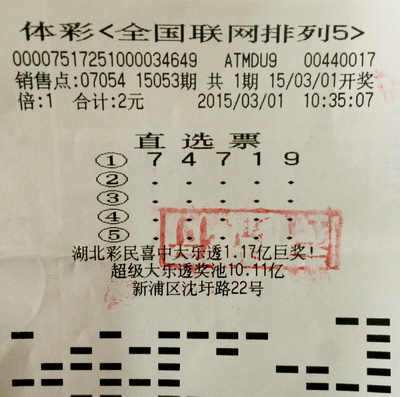 体彩<全国联网排列5>
00007517251000034649 ATMDU9 00440017
销售点:07054 15053期 共 1期 15/03/01开奖
倍:1 合计:2元 2015/03/01 10:35:07
直选票
① 7 4 7 1 9
② . . . . .
③ . . . . .
④ . . . . .
⑤ . . . . .
湖北彩民喜中大乐透1.17亿巨奖!
超级大乐透奖池10.11亿
新浦区沈圩路22号